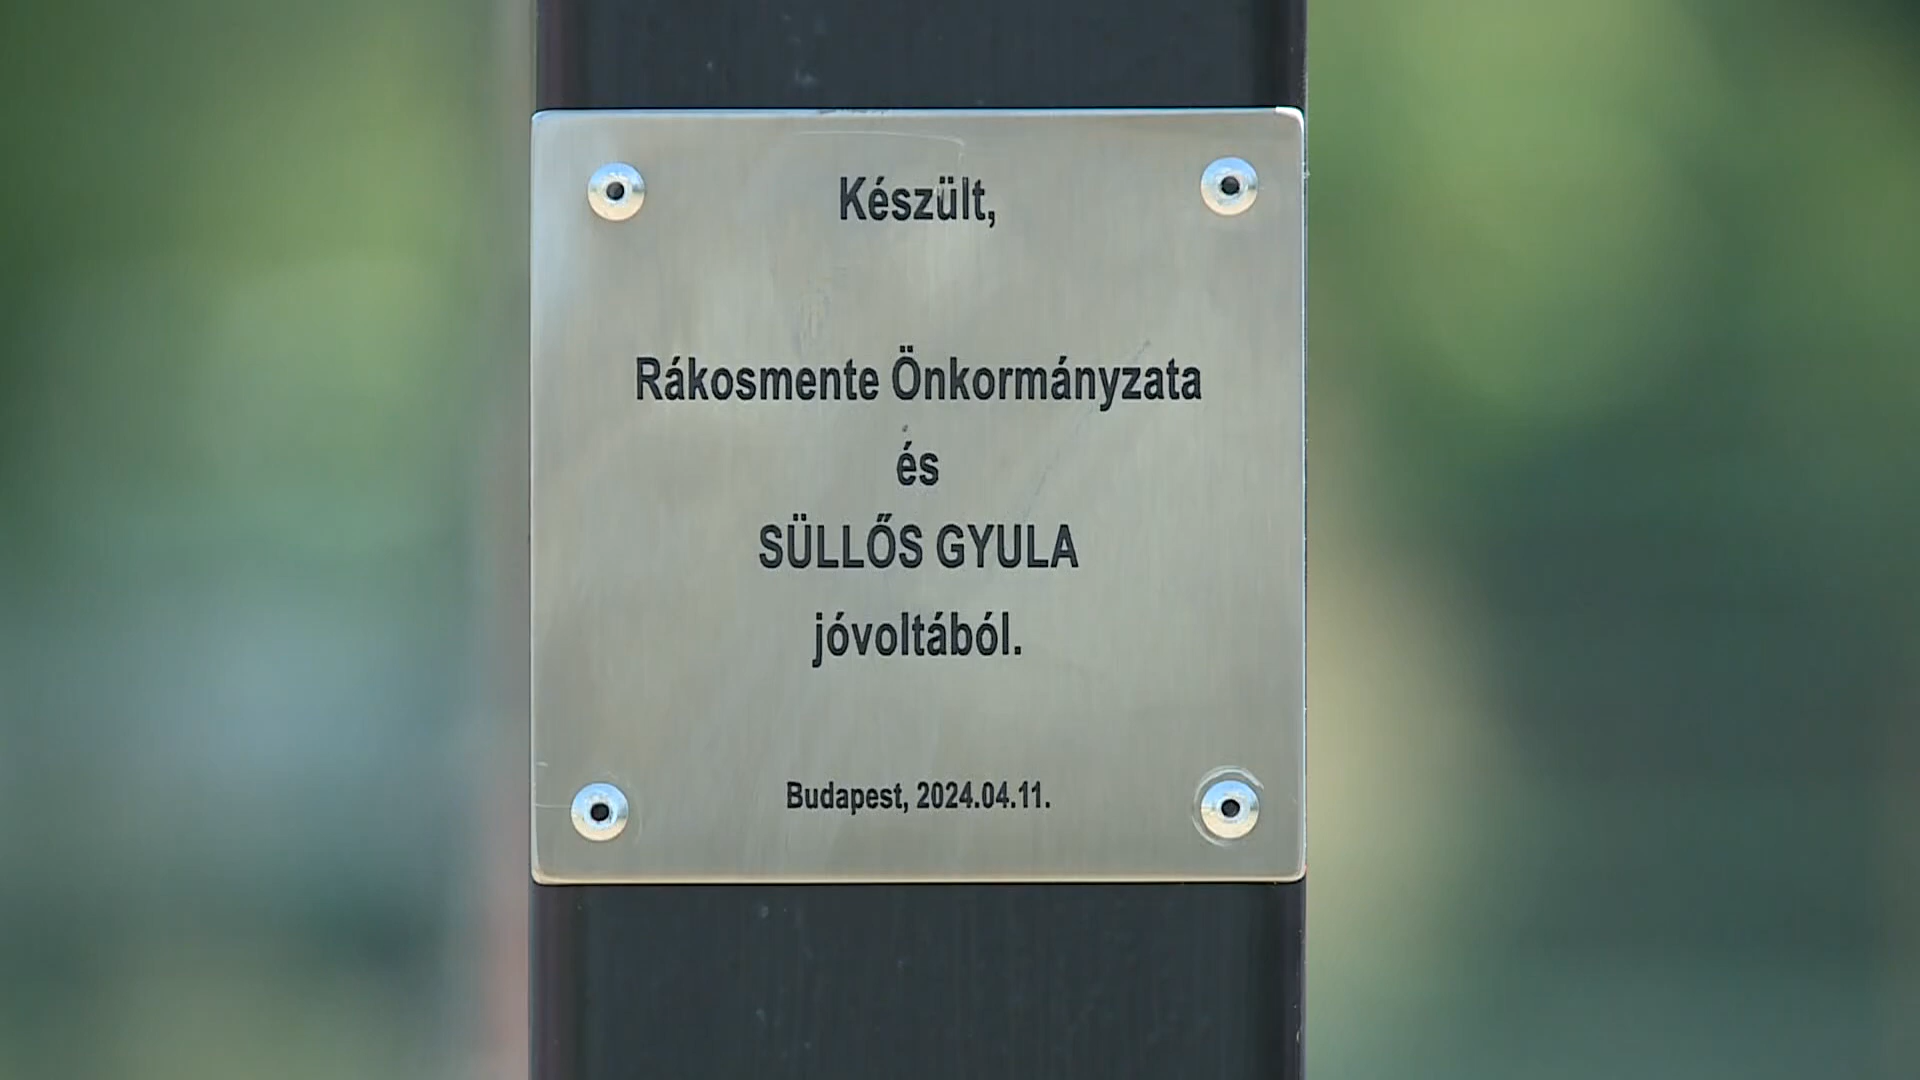 Készült,
Rákosmente Önkormányzata
és
SÜLLŐS GYULA
jóvoltából.
Budapest, 2024.04.11.